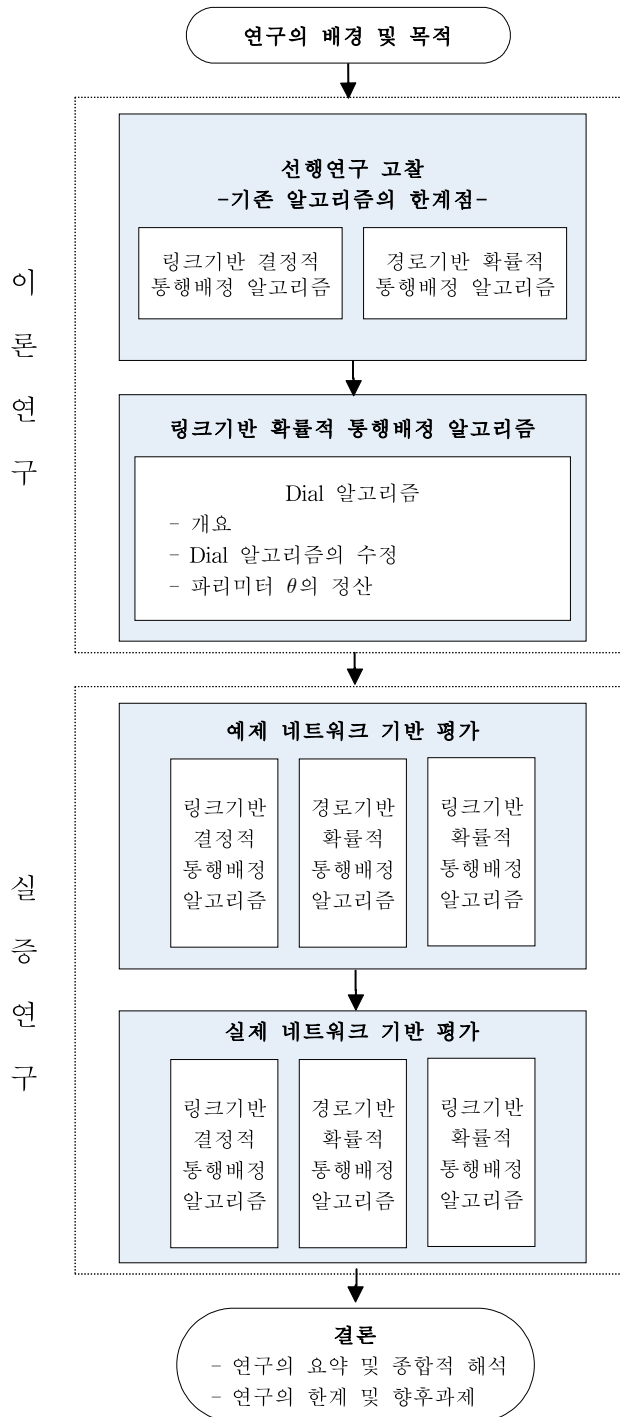 연구의 배경 및 목적
이론연구
선행연구 고찰
-기존 알고리즘의 한계점-
링크기반 결정적
통행배정 알고리즘
경로기반 확률적
통행배정 알고리즘
링크기반 확률적 통행배정 알고리즘
Dial 알고리즘
- 개요
- Dial 알고리즘의 수정
- 파리미터 θ의 정산
실증연구
예제 네트워크 기반 평가
링크기반
결정적
통행배정
알고리즘
경로기반
확률적
통행배정
알고리즘
링크기반
확률적
통행배정
알고리즘
실제 네트워크 기반 평가
링크기반
결정적
통행배정
알고리즘
경로기반
확률적
통행배정
알고리즘
링크기반
확률적
통행배정
알고리즘
결론
- 연구의 요약 및 종합적 해석
- 연구의 한계 및 향후과제